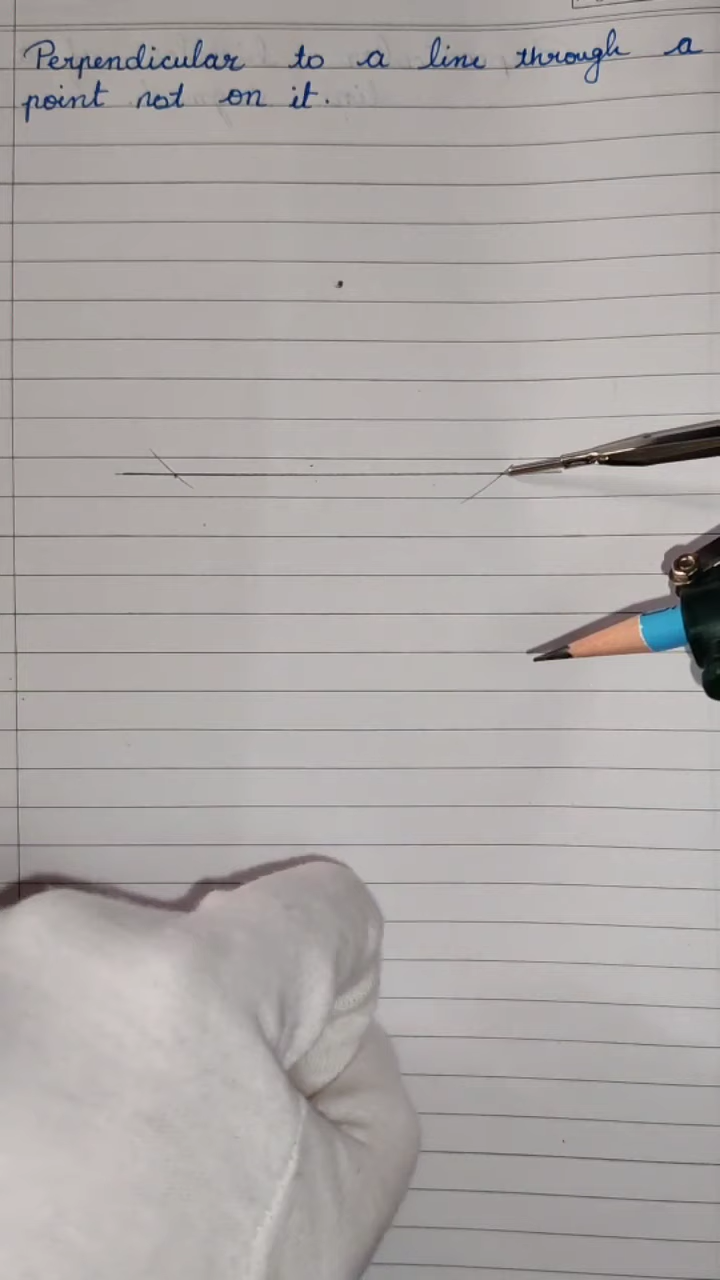 Perpendicular to a line through a
point not on it.